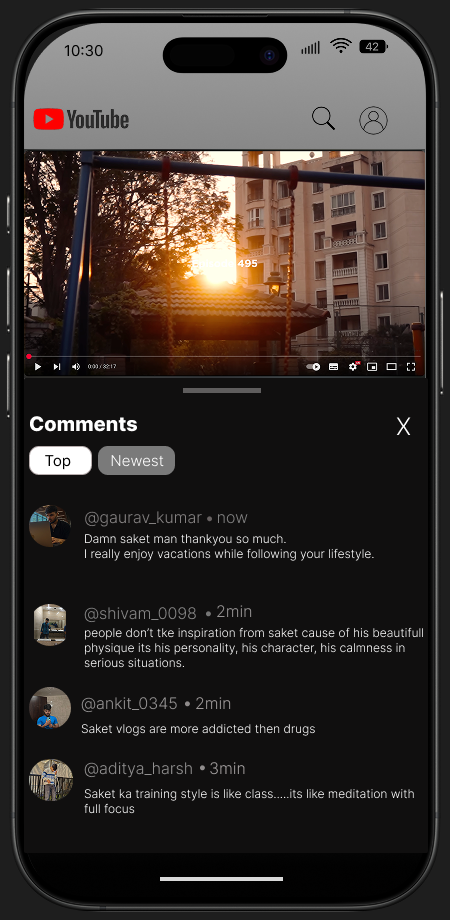 10:30
42
YouTube
495
0:00 / 32:17
Comments
X
Top
Newest
@gaurav_kumar • now
Damn saket man thankyou so much.
I really enjoy vacations while following your lifestyle.
@shivam_0098 • 2min
people don’t tke inspiration from saket cause of his beautifull
physique its his personality, his character, his calmness in
serious situations.
@ankit_0345 • 2min
Saket vlogs are more addicted then drugs
@aditya_harsh • 3min
Saket ka training style is like class.....its like meditation with
full focus